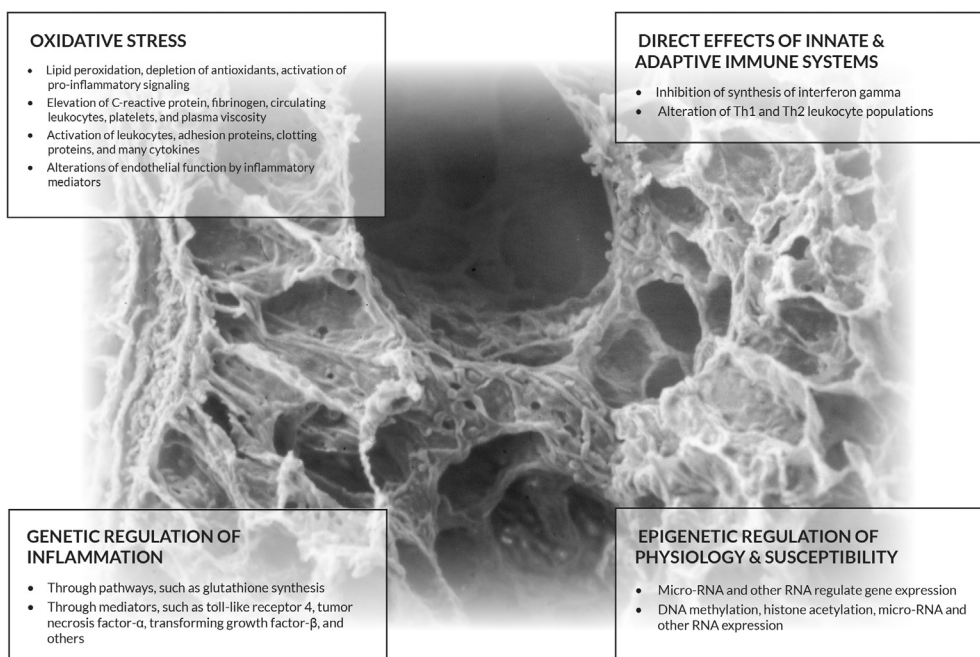 OXIDATIVE STRESS
• Lipid peroxidation, depletion of antioxidants, activation of
pro-inflammatory signaling
• Elevation of C-reactive protein, fibrinogen, circulating
leukocytes, platelets, and plasma viscosity
• Activation of leukocytes, adhesion proteins, clotting
proteins, and many cytokines
• Alterations of endothelial function by inflammatory
mediators
DIRECT EFFECTS OF INNATE &
ADAPTIVE IMMUNE SYSTEMS
• Inhibition of synthesis of interferon gamma
• Alteration of Th1 and Th2 leukocyte populations
GENETIC REGULATION OF
INFLAMMATION
• Through pathways, such as glutathione synthesis
• Through mediators, such as toll-like receptor 4, tumor
necrosis factor-α, transforming growth factor-β, and
others
EPIGENETIC REGULATION OF
PHYSIOLOGY & SUSCEPTIBILITY
• Micro-RNA and other RNA regulate gene expression
• DNA methylation, histone acetylation, micro-RNA and
other RNA expression